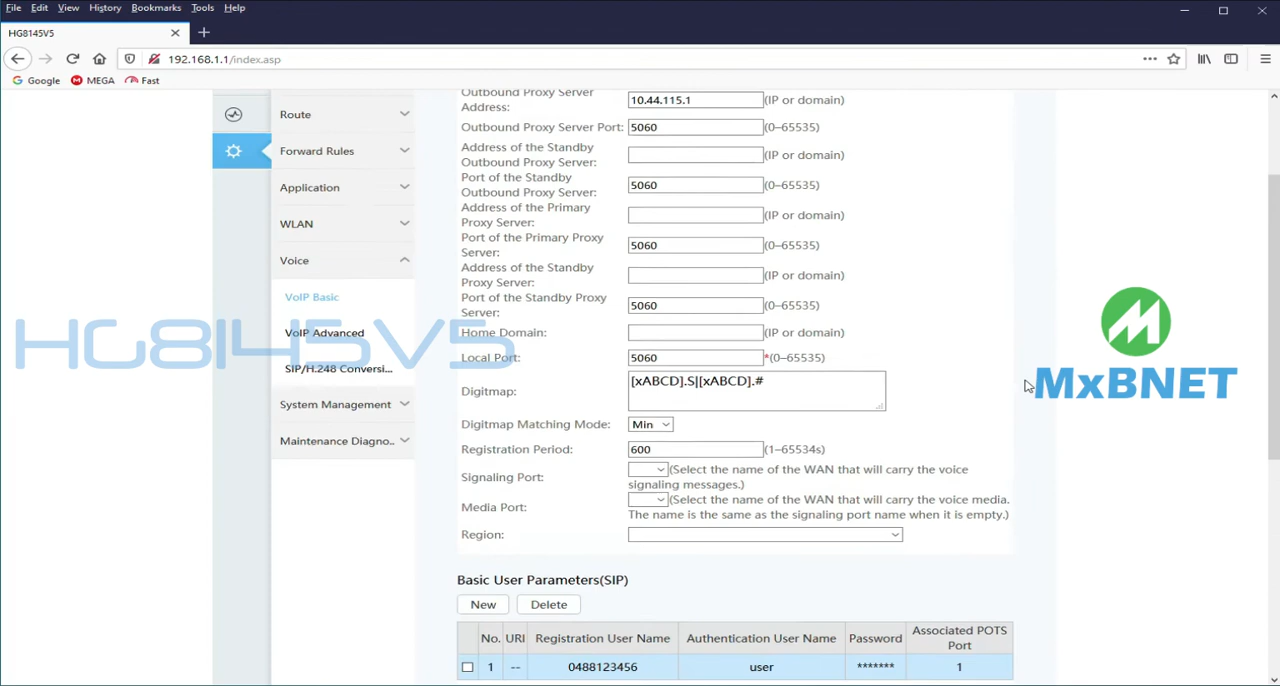 File Edit View History Bookmarks Tools Help
HG8145V5
192.168.1.1/index.asp
Google MEGA Fast
Route
Forward Rules
Application
WLAN
Voice
VoIP Basic
VoIP Advanced
SIP/H.248 Conversi...
System Management
Maintenance Diagno...
Outbound Proxy Server
Address: 10.44.115.1 (IP or domain)
Outbound Proxy Server Port: 5060 (0–65535)
Address of the Standby
Outbound Proxy Server: (IP or domain)
Port of the Standby
Outbound Proxy Server: 5060 (0–65535)
Address of the Primary
Proxy Server: (IP or domain)
Port of the Primary Proxy
Server: 5060 (0–65535)
Address of the Standby
Proxy Server: (IP or domain)
Port of the Standby Proxy
Server: 5060 (0–65535)
Home Domain: (IP or domain)
Local Port: 5060 *(0–65535)
Digitmap: [xABCD].S|[xABCD].#
Digitmap Matching Mode: Min
Registration Period: 600 (1–65534s)
Signaling Port: (Select the name of the WAN that will carry the voice
signaling messages.)
Media Port: (Select the name of the WAN that will carry the voice media.
The name is the same as the signaling port name when it is empty.)
Region:
Basic User Parameters(SIP)
New Delete
No. URI Registration User Name Authentication User Name Password Associated POTS
Port
1 -- 0488123456 user ******* 1
HG8145V5
MxBNET